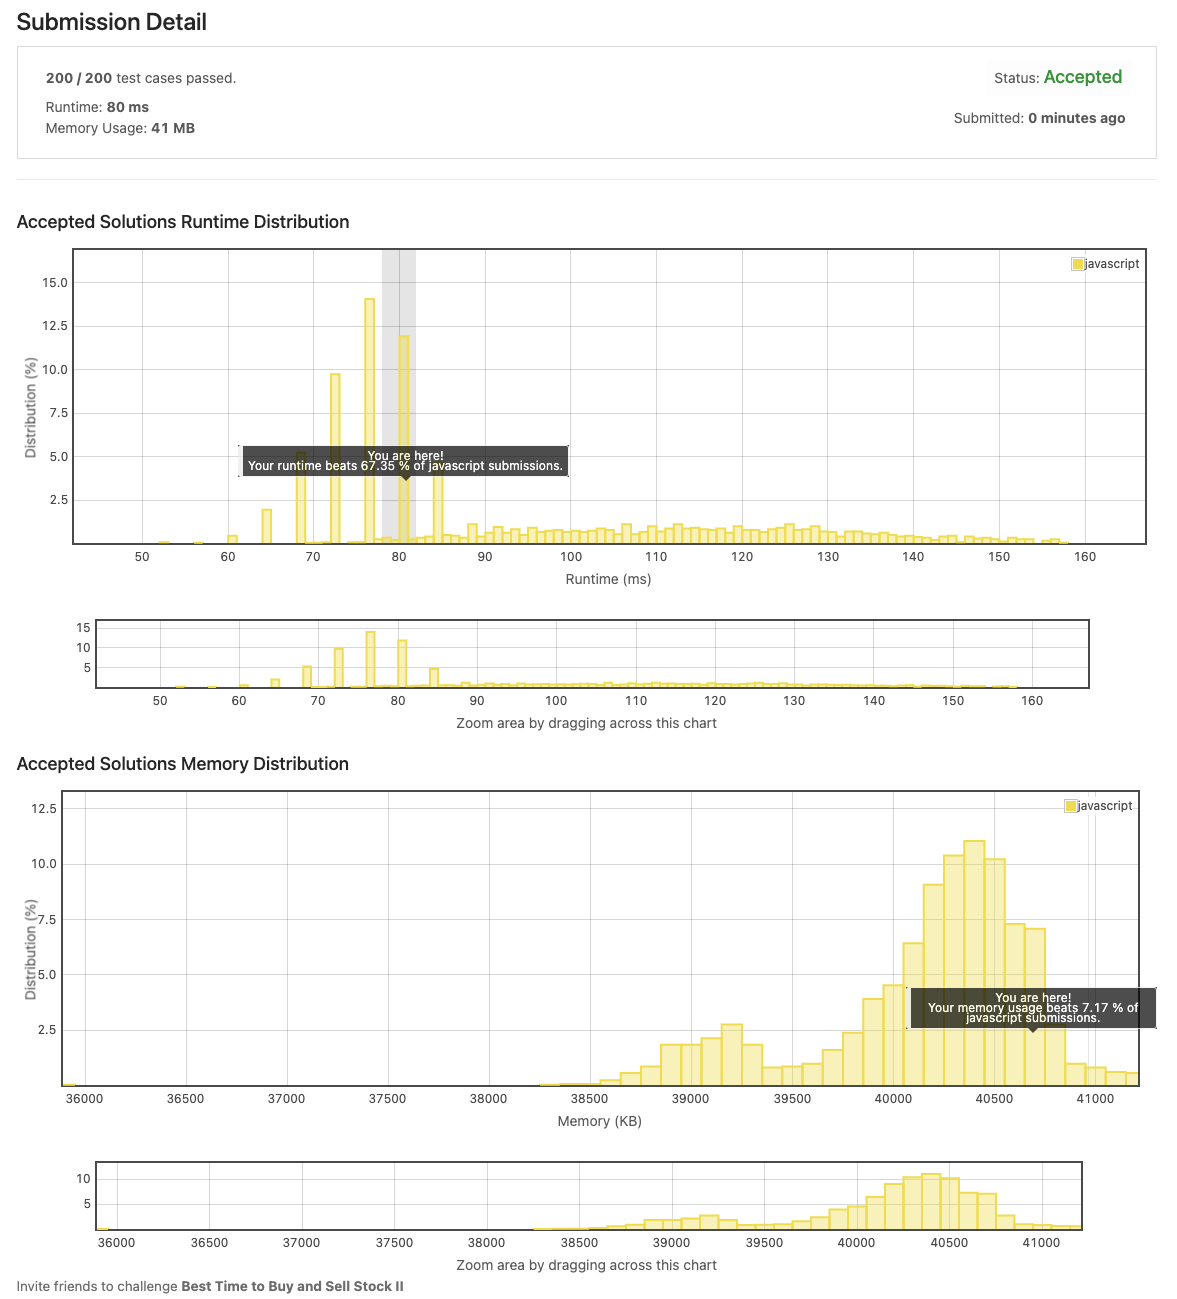 Submission Detail
200 / 200 test cases passed.
Status: Accepted
Runtime: 80 ms
Memory Usage: 41 MB
Submitted: 0 minutes ago
Accepted Solutions Runtime Distribution
javascript
15.0
12.5
10.0
7.5
5.0
2.5
Distribution (%)
You are here!
Your runtime beats 67.35 % of javascript submissions.
50 60 70 80 90 100 110 120 130 140 150 160
Runtime (ms)
15
10
5
50 60 70 80 90 100 110 120 130 140 150 160
Zoom area by dragging across this chart
Accepted Solutions Memory Distribution
javascript
12.5
10.0
7.5
5.0
2.5
Distribution (%)
You are here!
Your memory usage beats 7.17 % of
javascript submissions.
36000 36500 37000 37500 38000 38500 39000 39500 40000 40500 41000
Memory (KB)
10
5
36000 36500 37000 37500 38000 38500 39000 39500 40000 40500 41000
Zoom area by dragging across this chart
Invite friends to challenge Best Time to Buy and Sell Stock II